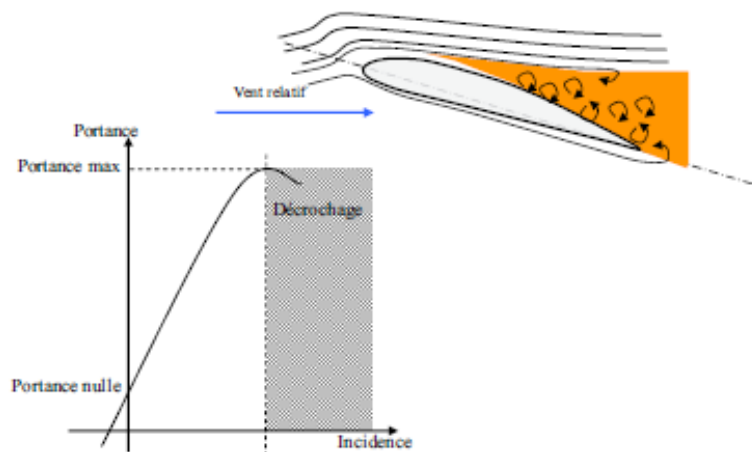 Vent relatif
Portance
Portance max
Décrochage
Portance nulle
Incidence